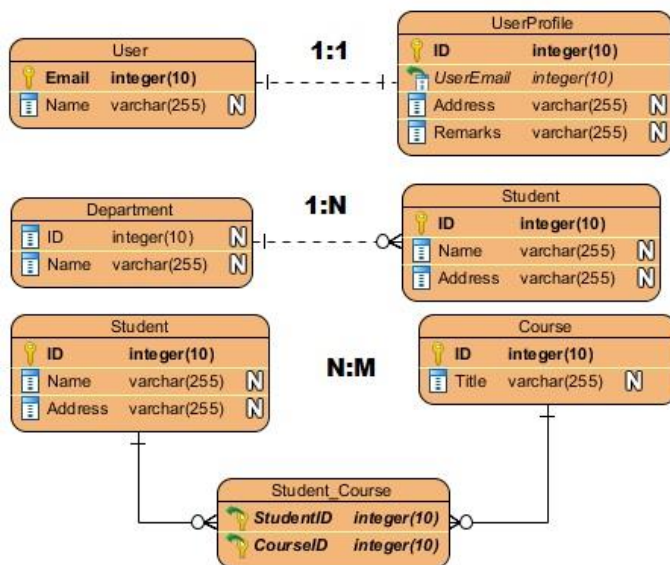 User
Email integer(10)
Name varchar(255) N
1:1
UserProfile
ID integer(10)
UserEmail integer(10)
Address varchar(255) N
Remarks varchar(255) N
Department
ID integer(10) N
Name varchar(255) N
1:N
Student
ID integer(10)
Name varchar(255) N
Address varchar(255) N
Student
ID integer(10)
Name varchar(255) N
Address varchar(255) N
N:M
Course
ID integer(10)
Title varchar(255) N
Student_Course
StudentID integer(10)
CourseID integer(10)